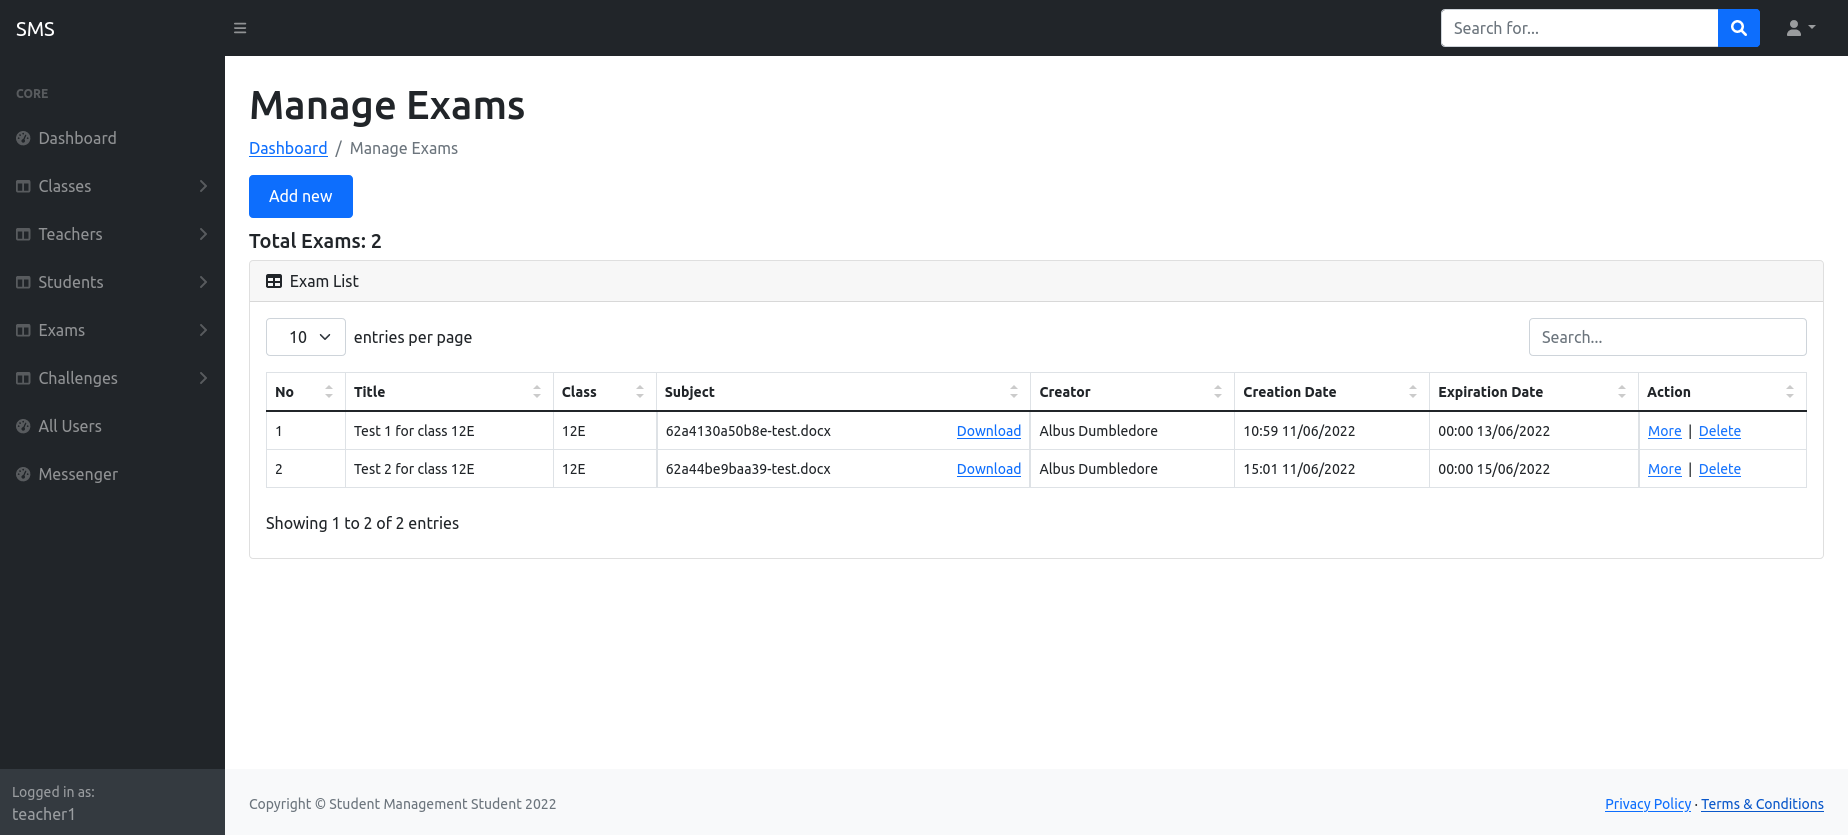 SMS
Search for...
CORE
Dashboard
Classes
Teachers
Students
Exams
Challenges
All Users
Messenger
Logged in as:
teacher1
Manage Exams
Dashboard / Manage Exams
Add new
Total Exams: 2
Exam List
10 entries per page
Search...
No Title Class Subject Creator Creation Date Expiration Date Action
1 Test 1 for class 12E 12E 62a4130a50b8e-test.docx Download Albus Dumbledore 10:59 11/06/2022 00:00 13/06/2022 More | Delete
2 Test 2 for class 12E 12E 62a44be9baa39-test.docx Download Albus Dumbledore 15:01 11/06/2022 00:00 15/06/2022 More | Delete
Showing 1 to 2 of 2 entries
Copyright © Student Management Student 2022
Privacy Policy · Terms & Conditions